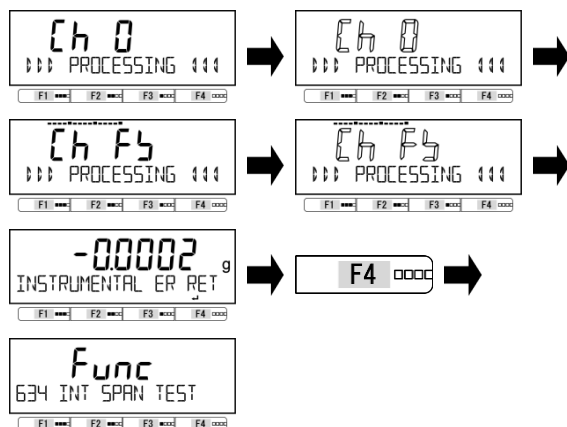 Ch 0
PROCESSING
F1 F2 F3 F4
Ch 0
PROCESSING
F1 F2 F3 F4
Ch FS
PROCESSING
F1 F2 F3 F4
Ch FS
PROCESSING
F1 F2 F3 F4
-0.0002 g
INSTRUMENTAL ER RET
F1 F2 F3 F4
F4
Func
634 INT SPAN TEST
F1 F2 F3 F4